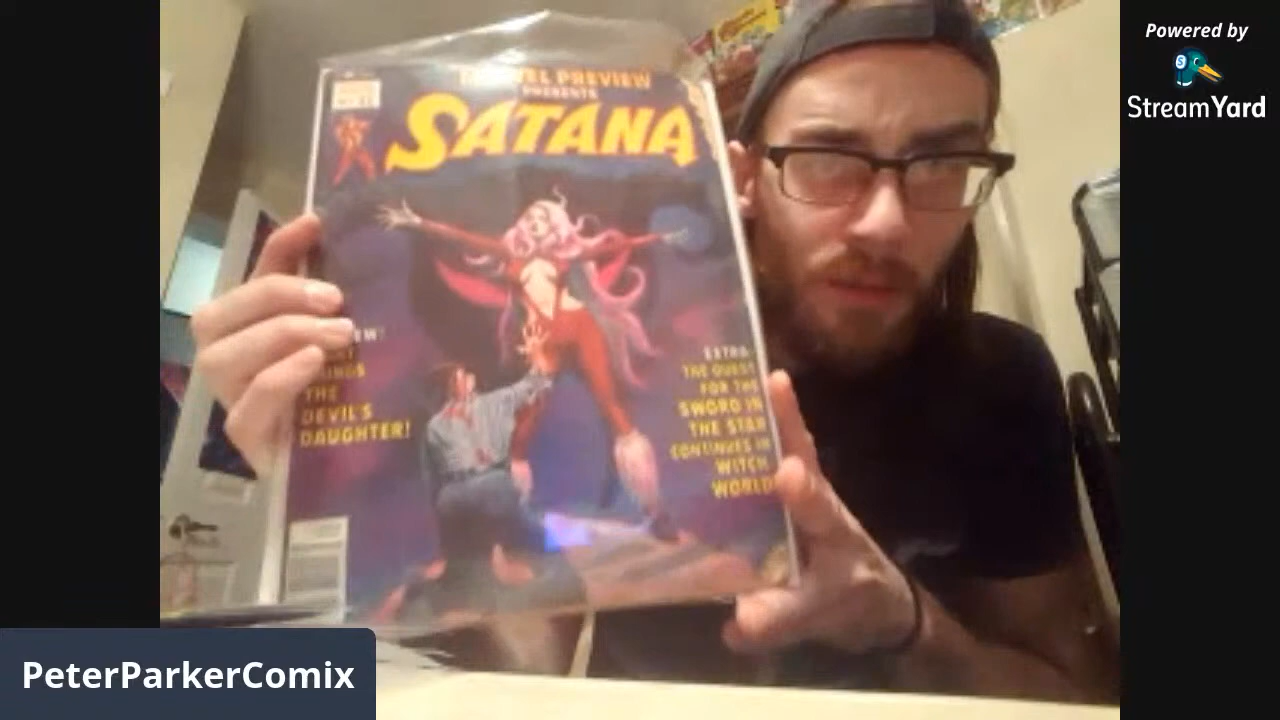 Powered by
StreamYard
PREVIEW
PRESENTS
SATANA
THE
DEVIL'S
DAUGHTER!
EXTRA-
THE QUEST
FOR THE
SWORD IN
THE STAR
CONTINUES IN
WITCH
WORLD
PeterParkerComix